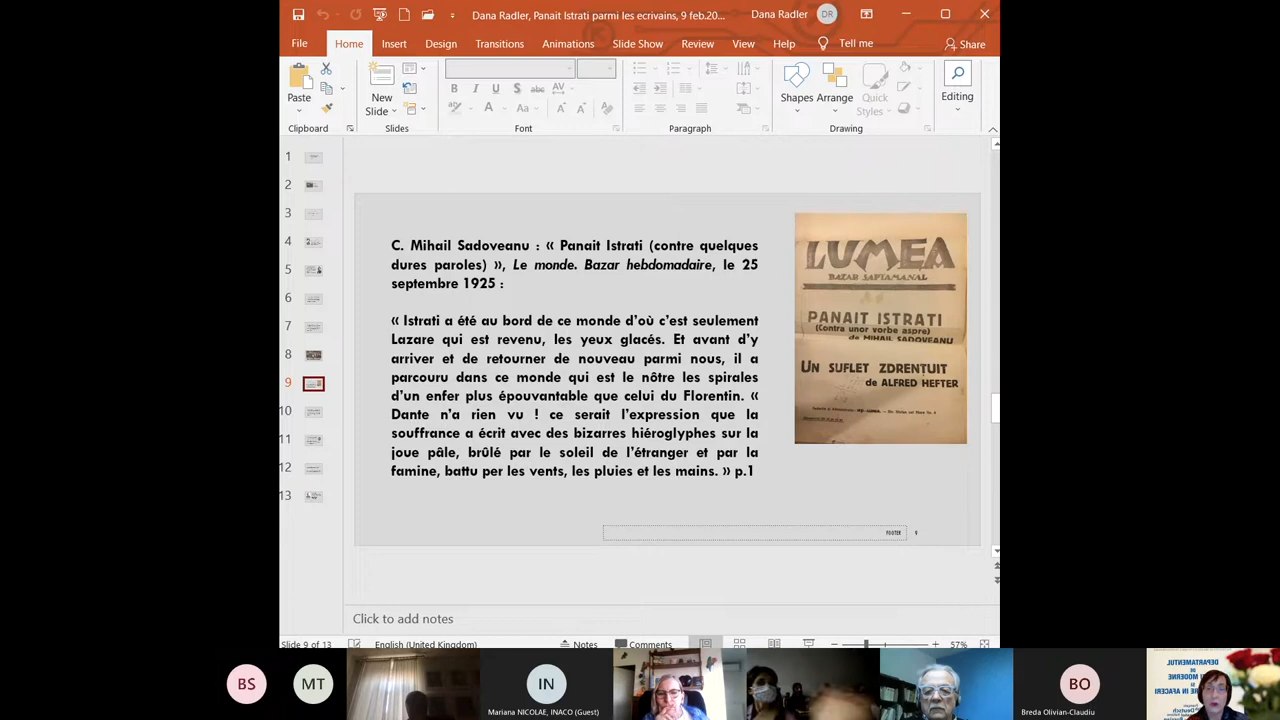 Dana Radler, Panait Istrati parmi les ecrivains, 9 feb.20...
Dana Radler
DR
File
Home
Insert
Design
Transitions
Animations
Slide Show
Review
View
Help
Tell me
Share
Paste
New
Slide
Shapes
Arrange
Quick
Styles
Editing
Clipboard
Slides
Font
Paragraph
Drawing
1
2
3
4
5
6
7
8
9
10
11
12
13
C. Mihail Sadoveanu : « Panait Istrati (contre quelques
dures paroles) », Le monde. Bazar hebdomadaire, le 25
septembre 1925 :
« Istrati a été au bord de ce monde d’où c’est seulement
Lazare qui est revenu, les yeux glacés. Et avant d’y
arriver et de retourner de nouveau parmi nous, il a
parcouru dans ce monde qui est le nôtre les spirales
d’un enfer plus épouvantable que celui du Florentin. «
Dante n’a rien vu ! ce serait l’expression que la
souffrance a écrit avec des bizarres hiéroglyphes sur la
joue pâle, brûlé par le soleil de l’étranger et par la
famine, battu per les vents, les pluies et les mains. » p.1
LUMEA
BAZAR SAPTAMANAL
PANAIT ISTRATI
(Contra unor vorbe aspre)
de MIHAIL SADOVEANU
UN SUFLET ZDRENTUIT
de ALFRED HEFTER
FOOTER
9
Click to add notes
Slide 9 of 13
English (United Kingdom)
Notes
Comments
57%
BS
MT
IN
Mariana NICOLAE, INACO (Guest)
BO
Breda Olivian-Claudiu
DEPARTAMENTUL
DE